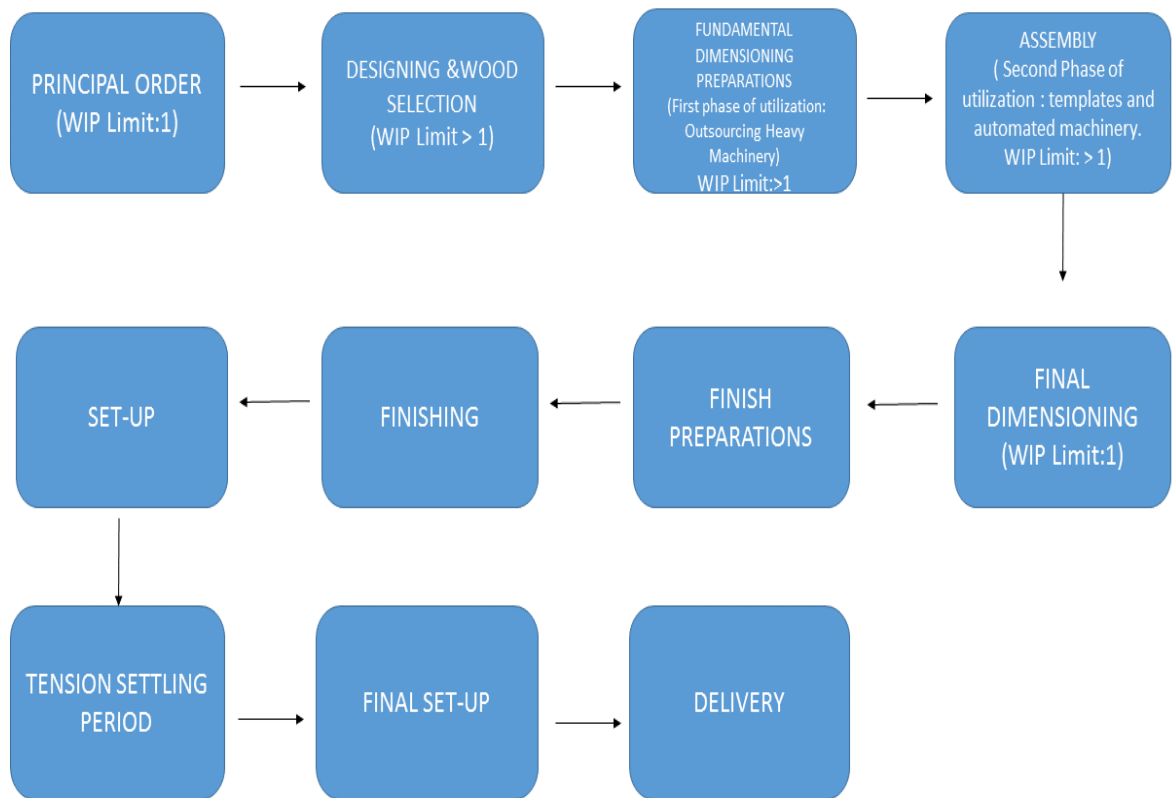 PRINCIPAL ORDER
(WIP Limit:1)
DESIGNING &WOOD
SELECTION
(WIP Limit > 1)
FUNDAMENTAL
DIMENSIONING
PREPARATIONS
(First phase of utilization:
Outsourcing Heavy
Machinery)
WIP Limit:>1
ASSEMBLY
( Second Phase of
utilization : templates and
automated machinery.
WIP Limit: > 1)
SET-UP
FINISHING
FINISH
PREPARATIONS
FINAL
DIMENSIONING
(WIP Limit:1)
TENSION SETTLING
PERIOD
FINAL SET-UP
DELIVERY